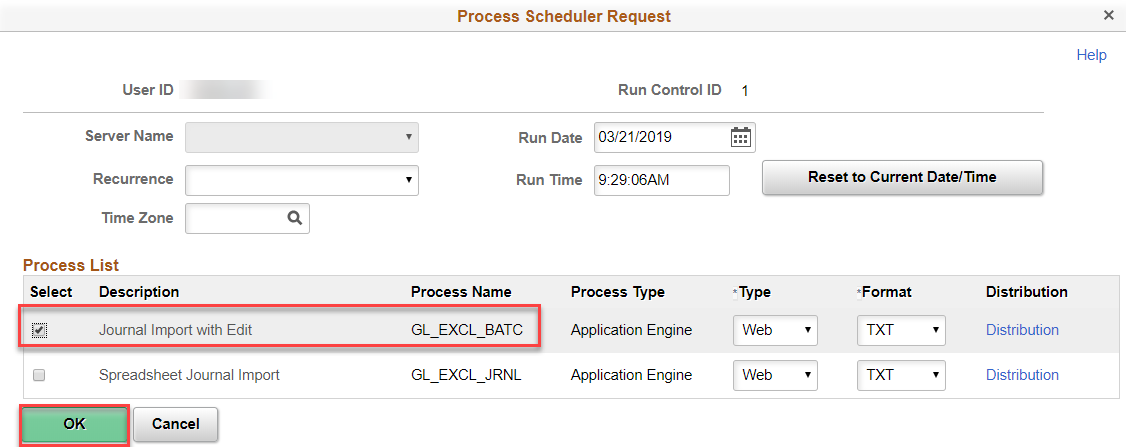 Process Scheduler Request ×
Help
User ID Run Control ID 1
Server Name Run Date 03/21/2019
Recurrence Run Time 9:29:06AM Reset to Current Date/Time
Time Zone
Process List
Select Description Process Name Process Type *Type *Format Distribution
Journal Import with Edit GL_EXCL_BATC Application Engine Web TXT Distribution
Spreadsheet Journal Import GL_EXCL_JRNL Application Engine Web TXT Distribution
OK Cancel